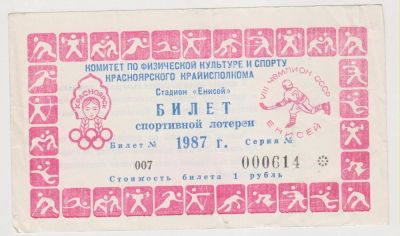 КОМИТЕТ ПО ФИЗИЧЕСКОЙ КУЛЬТУРЕ И СПОРТУ
КРАСНОЯРСКОГО КРАЙИСПОЛКОМА
Стадион «Енисей»
БИЛЕТ
спортивной лотереи
Билет № 1987 г. Серия №
007 000614
Стоимость билета 1 рубль
КРАСНОЯРСК
VIII ЧЕМПИОН СССР
ЕНИСЕЙ